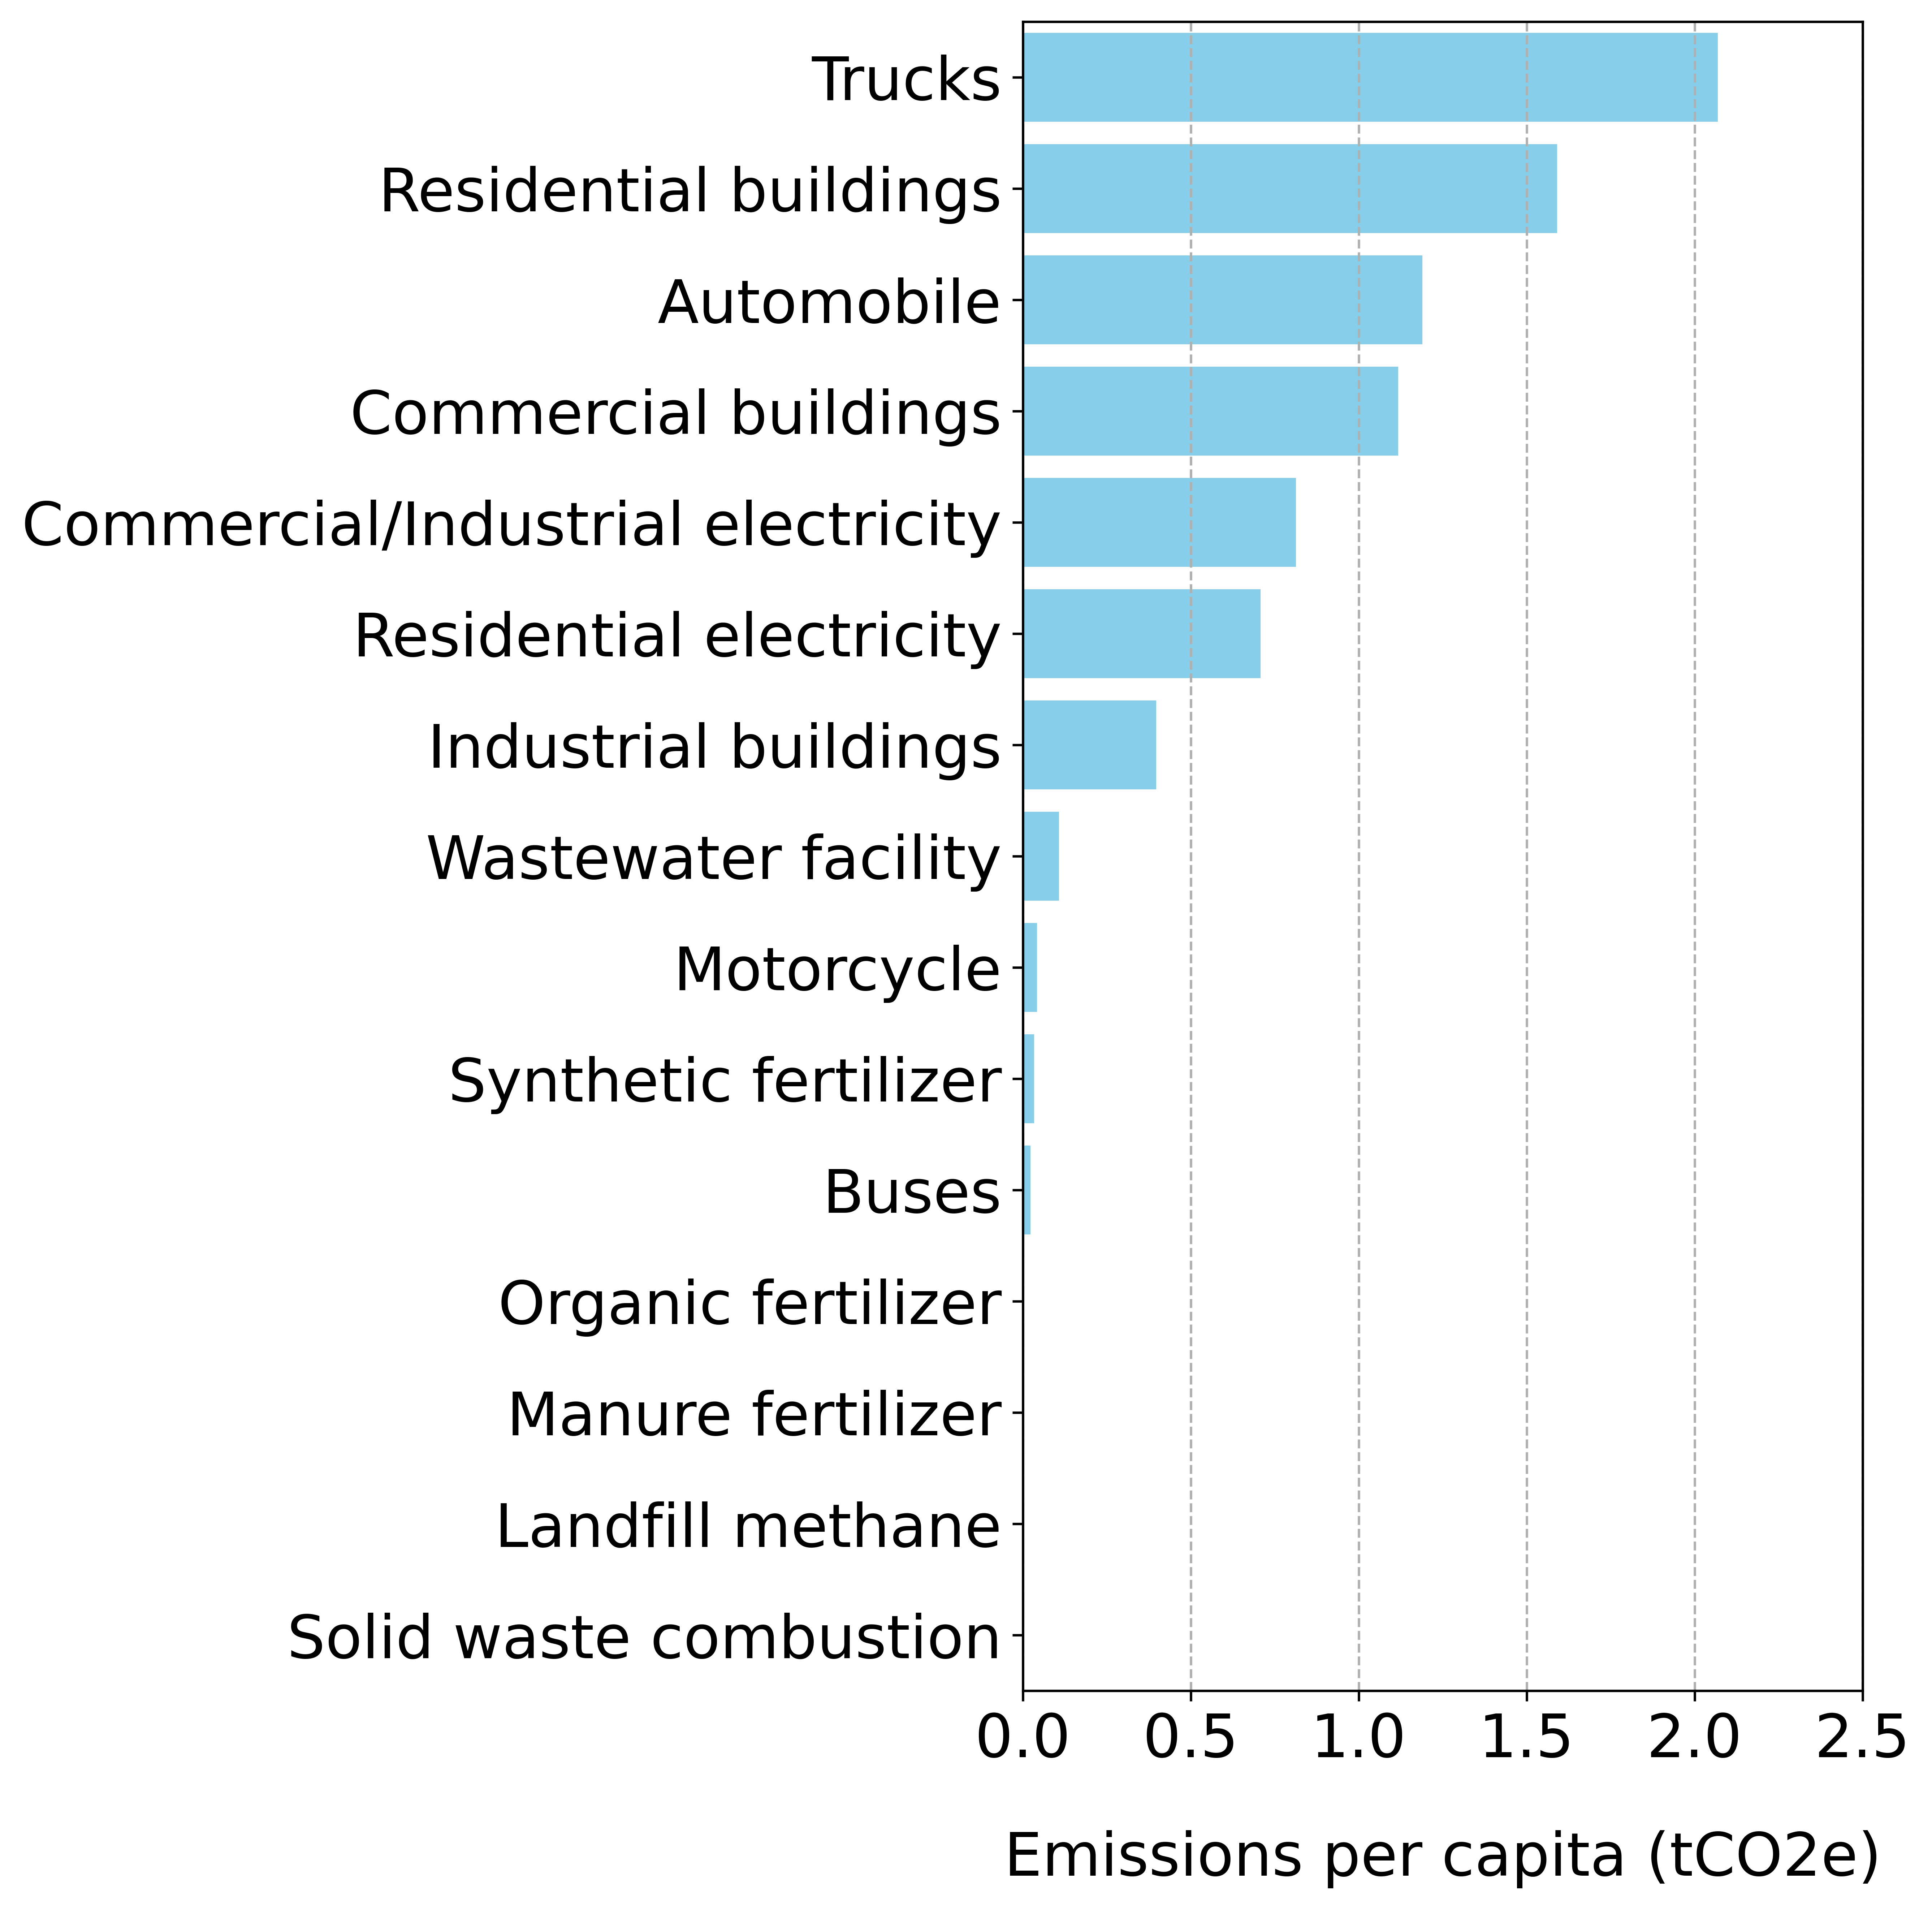 Trucks
Residential buildings
Automobile
Commercial buildings
Commercial/Industrial electricity
Residential electricity
Industrial buildings
Wastewater facility
Motorcycle
Synthetic fertilizer
Buses
Organic fertilizer
Manure fertilizer
Landfill methane
Solid waste combustion
0.0 0.5 1.0 1.5 2.0 2.5
Emissions per capita (tCO2e)